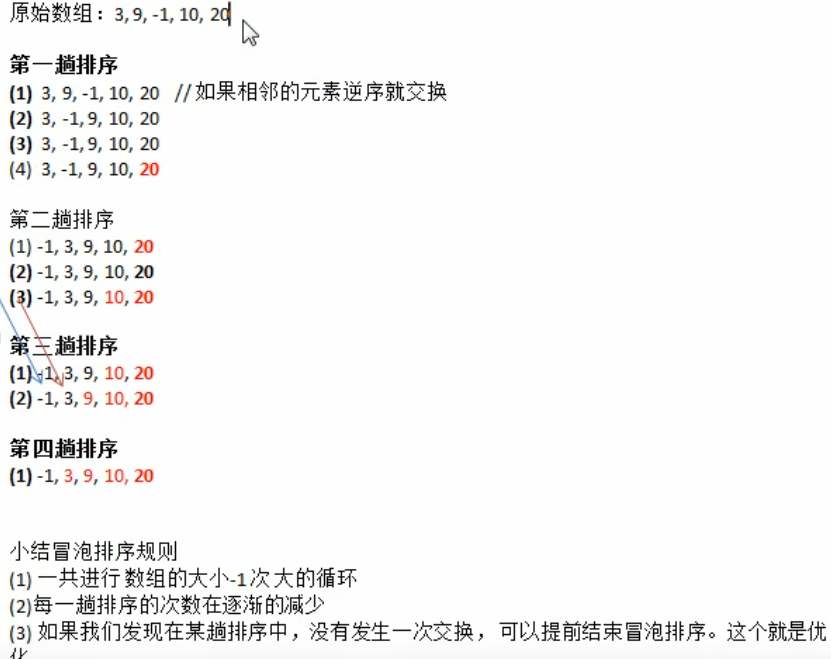 原始数组：3, 9, -1, 10, 20
第一趟排序
(1) 3, 9, -1, 10, 20 //如果相邻的元素逆序就交换
(2) 3, -1, 9, 10, 20
(3) 3, -1, 9, 10, 20
(4) 3, -1, 9, 10, 20
第二趟排序
(1) -1, 3, 9, 10, 20
(2) -1, 3, 9, 10, 20
(3) -1, 3, 9, 10, 20
第三趟排序
(1) -1, 3, 9, 10, 20
(2) -1, 3, 9, 10, 20
第四趟排序
(1) -1, 3, 9, 10, 20
小结冒泡排序规则
(1) 一共进行数组的大小-1次大的循环
(2)每一趟排序的次数在逐渐的减少
(3) 如果我们发现在某趟排序中，没有发生一次交换，可以提前结束冒泡排序。这个就是优